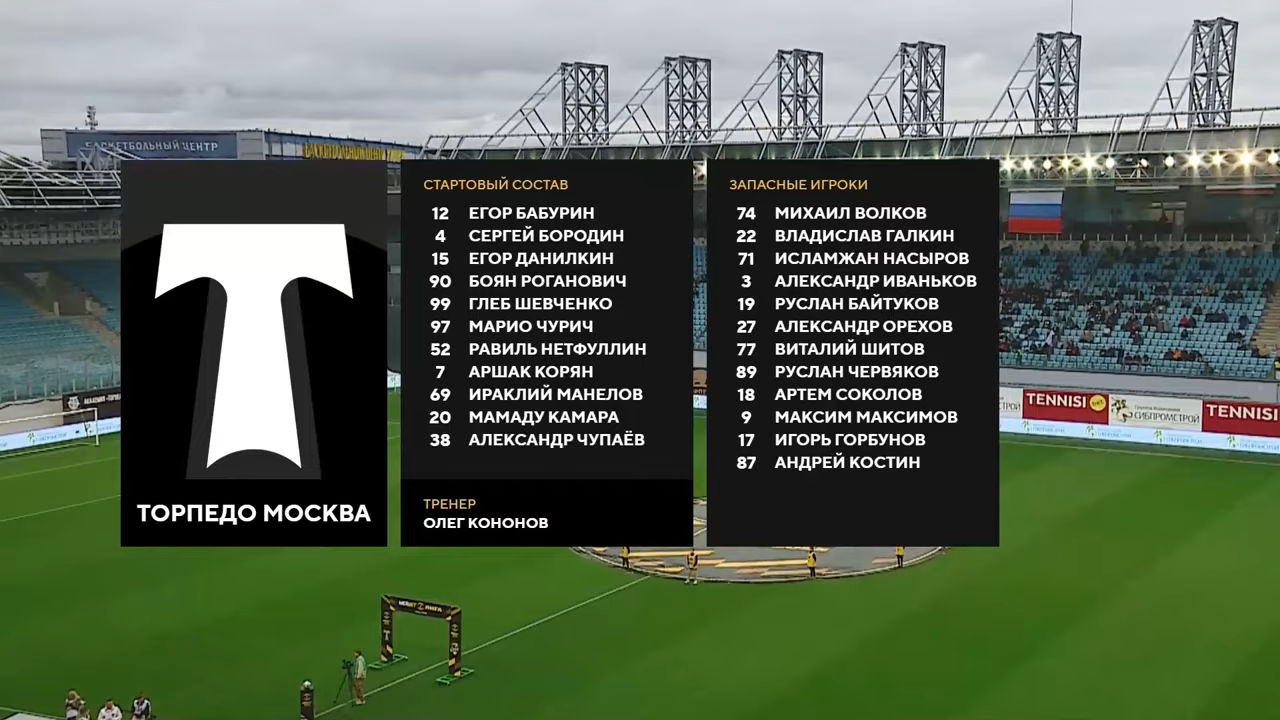 БАСКЕТБОЛЬНЫЙ ЦЕНТР
СТАРТОВЫЙ СОСТАВ
12 ЕГОР БАБУРИН
4 СЕРГЕЙ БОРОДИН
15 ЕГОР ДАНИЛКИН
90 БОЯН РОГАНОВИЧ
99 ГЛЕБ ШЕВЧЕНКО
97 МАРИО ЧУРИЧ
52 РАВИЛЬ НЕТФУЛЛИН
7 АРШАК КОРЯН
69 ИРАКЛИЙ МАНЕЛОВ
20 МАМАДУ КАМАРА
38 АЛЕКСАНДР ЧУПАЁВ
ТРЕНЕР
ОЛЕГ КОНОНОВ
ЗАПАСНЫЕ ИГРОКИ
74 МИХАИЛ ВОЛКОВ
22 ВЛАДИСЛАВ ГАЛКИН
71 ИСЛАМЖАН НАСЫРОВ
3 АЛЕКСАНДР ИВАНЬКОВ
19 РУСЛАН БАЙТУКОВ
27 АЛЕКСАНДР ОРЕХОВ
77 ВИТАЛИЙ ШИТОВ
89 РУСЛАН ЧЕРВЯКОВ
18 АРТЕМ СОКОЛОВ
9 МАКСИМ МАКСИМОВ
17 ИГОРЬ ГОРБУНОВ
87 АНДРЕЙ КОСТИН
ТОРПЕДО МОСКВА
TENNISI bet
СИБПРОМСТРОЙ
TENNISI